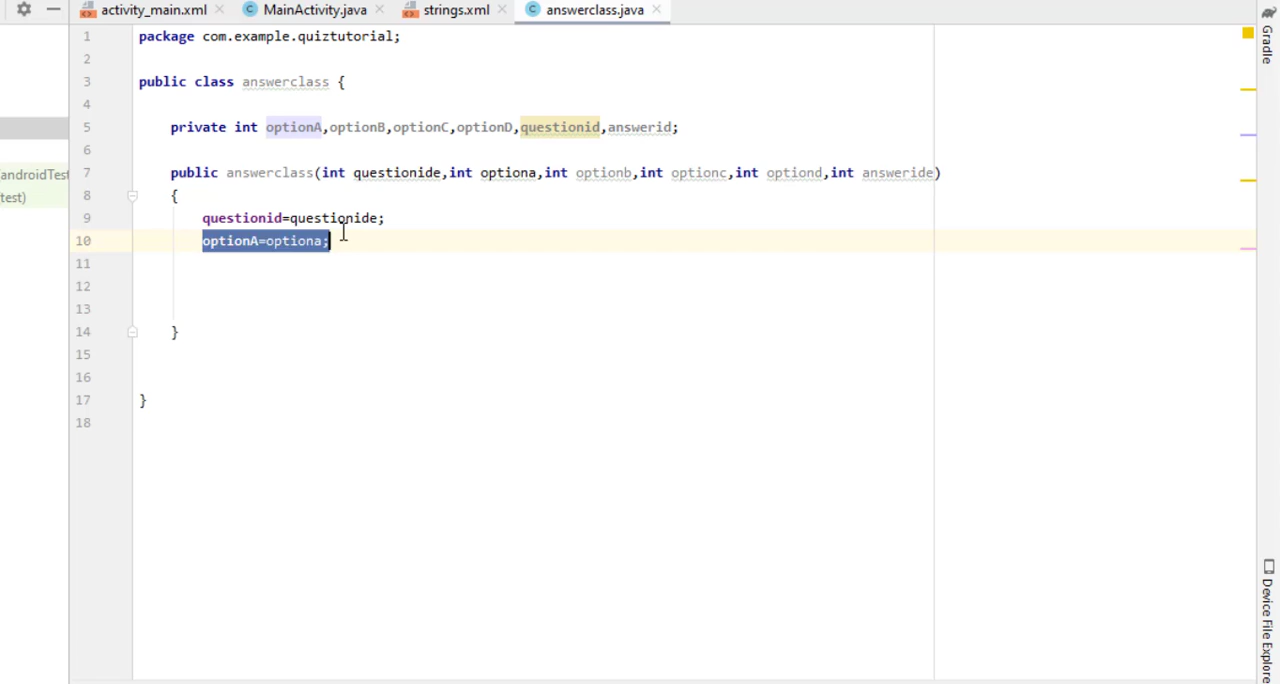 activity_main.xml MainActivity.java strings.xml answerclass.java
1 package com.example.quiztutorial;
2
3 public class answerclass {
4
5 private int optionA,optionB,optionC,optionD,questionid,answerid;
6
7 public answerclass(int questionide,int optiona,int optionb,int optionc,int optiond,int answeride)
8 {
9 questionid=questionide;
10 optionA=optiona;
11
12
13
14 }
15
16
17 }
18
androidTest
test)
Gradle
Device File Explore